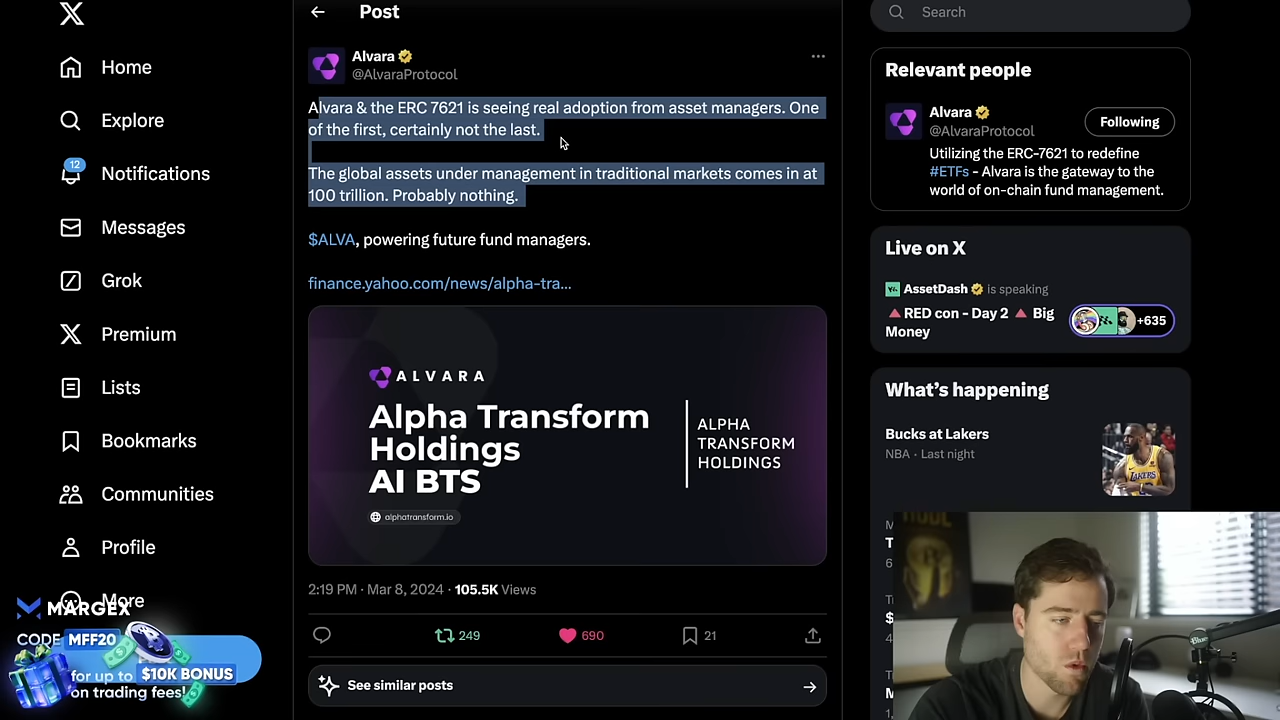 Home
Explore
12
Notifications
Messages
Grok
Premium
Lists
Bookmarks
Communities
Profile
More
MARGEX
CODE MFF20
for up to $10K BONUS
on trading fees!
Post
Alvara
@AlvaraProtocol
Alvara & the ERC 7621 is seeing real adoption from asset managers. One
of the first, certainly not the last.
The global assets under management in traditional markets comes in at
100 trillion. Probably nothing.
$ALVA, powering future fund managers.
finance.yahoo.com/news/alpha-tra...
ALVARA
Alpha Transform
Holdings
AI BTS
alphatransform.io
ALPHA
TRANSFORM
HOLDINGS
2:19 PM · Mar 8, 2024 · 105.5K Views
249
690
21
See similar posts
Search
Relevant people
Alvara
@AlvaraProtocol
Following
Utilizing the ERC-7621 to redefine
#ETFs - Alvara is the gateway to the
world of on-chain fund management.
Live on X
AssetDash is speaking
RED con - Day 2 Big
Money
+635
What's happening
Bucks at Lakers
NBA · Last night